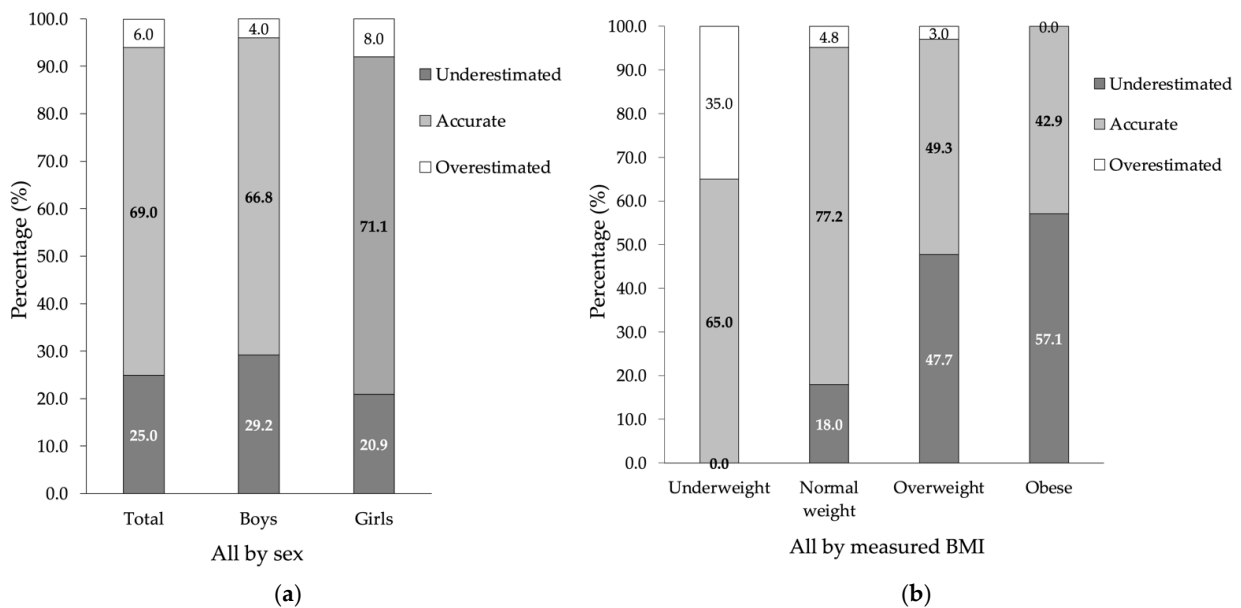 100.0
90.0
80.0
70.0
60.0
50.0
40.0
30.0
20.0
10.0
0.0
Percentage (%)
6.0
69.0
25.0
4.0
66.8
29.2
8.0
71.1
20.9
Total
Boys
Girls
All by sex
Underestimated
Accurate
Overestimated
(a)
100.0
90.0
80.0
70.0
60.0
50.0
40.0
30.0
20.0
10.0
0.0
Percentage (%)
35.0
65.0
0.0
4.8
77.2
18.0
3.0
49.3
47.7
0.0
42.9
57.1
Underweight
Normal
weight
Overweight
Obese
All by measured BMI
Underestimated
Accurate
Overestimated
(b)